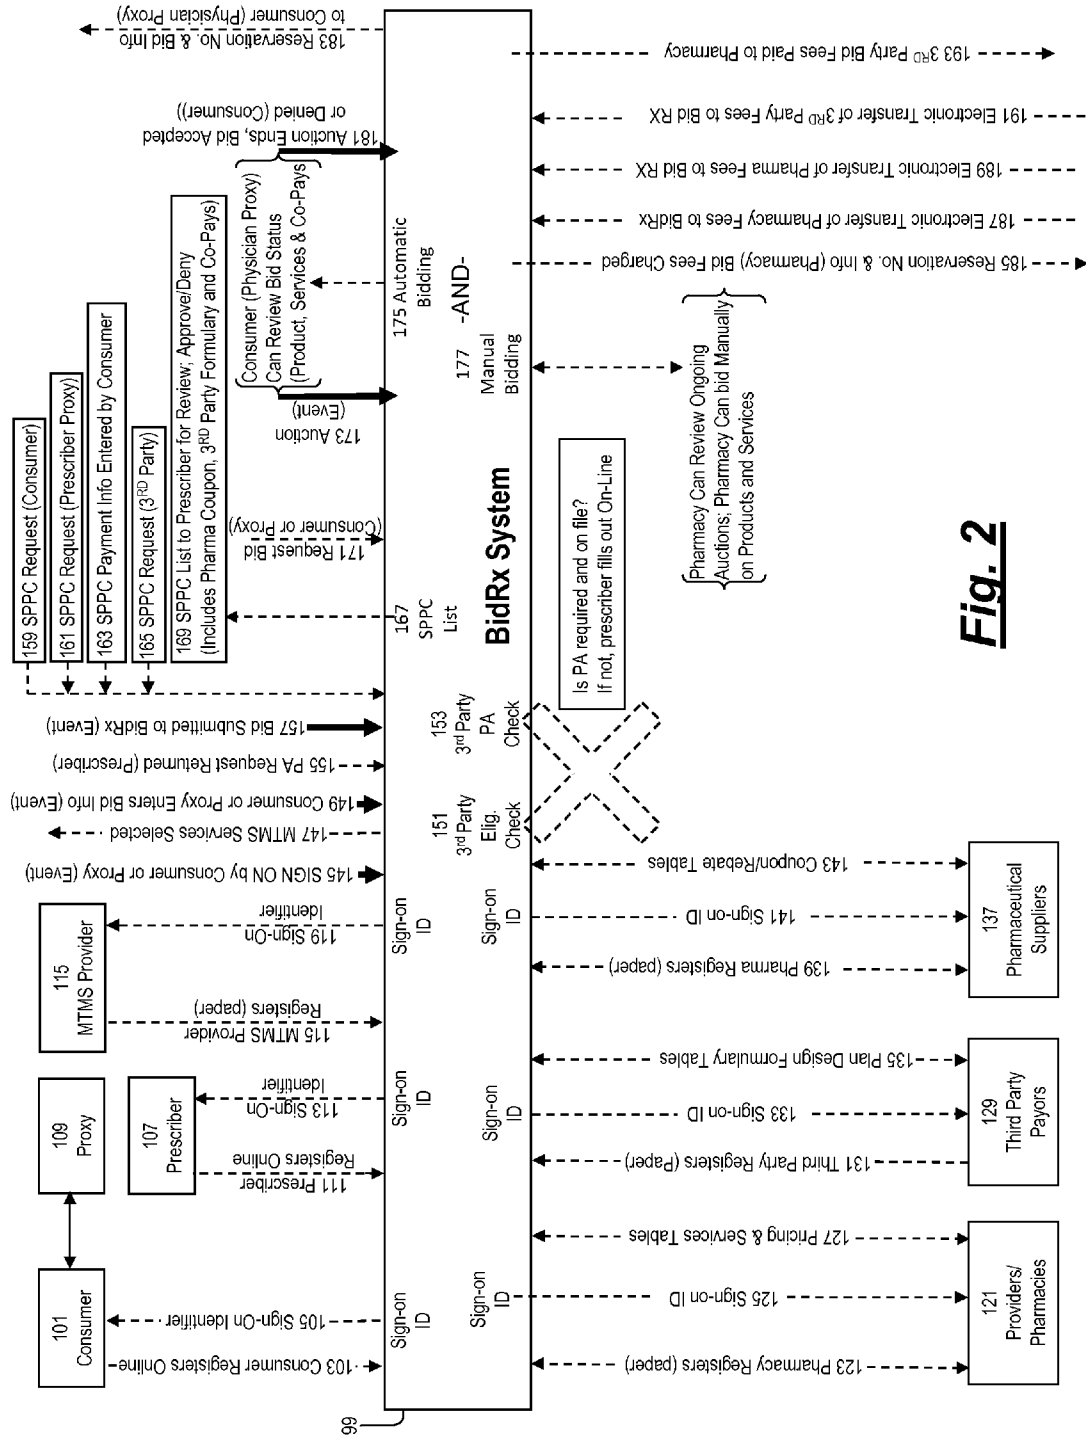 101
Consumer
109
Proxy
107
Prescriber
115
MTMS Provider
103 Consumer Registers Online
105 Sign-On Identifier
111 Prescriber
Registers Online
113 Sign-On
Identifier
115 MTMS Provider
Registers (paper)
119 Sign-On
Identifier
145 SIGN ON by Consumer or Proxy (Event)
147 MTMS Services Selected
149 Consumer or Proxy Enters Bid Info (Event)
155 PA Request Returned (Prescriber)
157 Bid Submitted to BidRx (Event)
159 SPPC Request (Consumer)
161 SPPC Request (Prescriber Proxy)
163 SPPC Payment Info Entered by Consumer
165 SPPC Request (3RD Party)
169 SPPC List to Prescriber for Review; Approve/Deny
(Includes Pharma Coupon, 3RD Party Formulary and Co-Pays)
171 Request Bid
(Consumer or Proxy)
173 Auction
(Event)
Consumer (Physician Proxy)
Can Review Bid Status
(Product, Services & Co-Pays
181 Auction Ends, Bid Accepted
or Denied (Consumer))
183 Reservation No. & Bid Info
to Consumer (Physician Proxy)
99
Sign-on
ID
Sign-on
ID
Sign-on
ID
Sign-on
ID
Sign-on
ID
Sign-on
ID
151
3rd Party
Elig.
Check
153
3rd Party
PA
Check
167
SPPC
List
BidRx System
175 Automatic
Bidding
-AND-
177
Manual
Bidding
Is PA required and on file?
If not, prescriber fills out On-Line
Pharmacy Can Review Ongoing
Auctions; Pharmacy Can bid Manually
on Products and Services
123 Pharmacy Registers (paper)
125 Sign-on ID
127 Pricing & Services Tables
131 Third Party Registers (Paper)
133 Sign-on ID
135 Plan Design Formulary Tables
139 Pharma Registers (paper)
141 Sign-on ID
143 Coupon/Rebate Tables
185 Reservation No. & Info (Pharmacy) Bid Fees Charged
187 Electronic Transfer of Pharmacy Fees to BidRx
189 Electronic Transfer of Pharma Fees to Bid RX
191 Electronic Transfer of 3RD Party Fees to Bid RX
193 3RD Party Bid Fees Paid to Pharmacy
121
Providers/
Pharmacies
129
Third Party
Payors
137
Pharmaceutical
Suppliers
Fig. 2